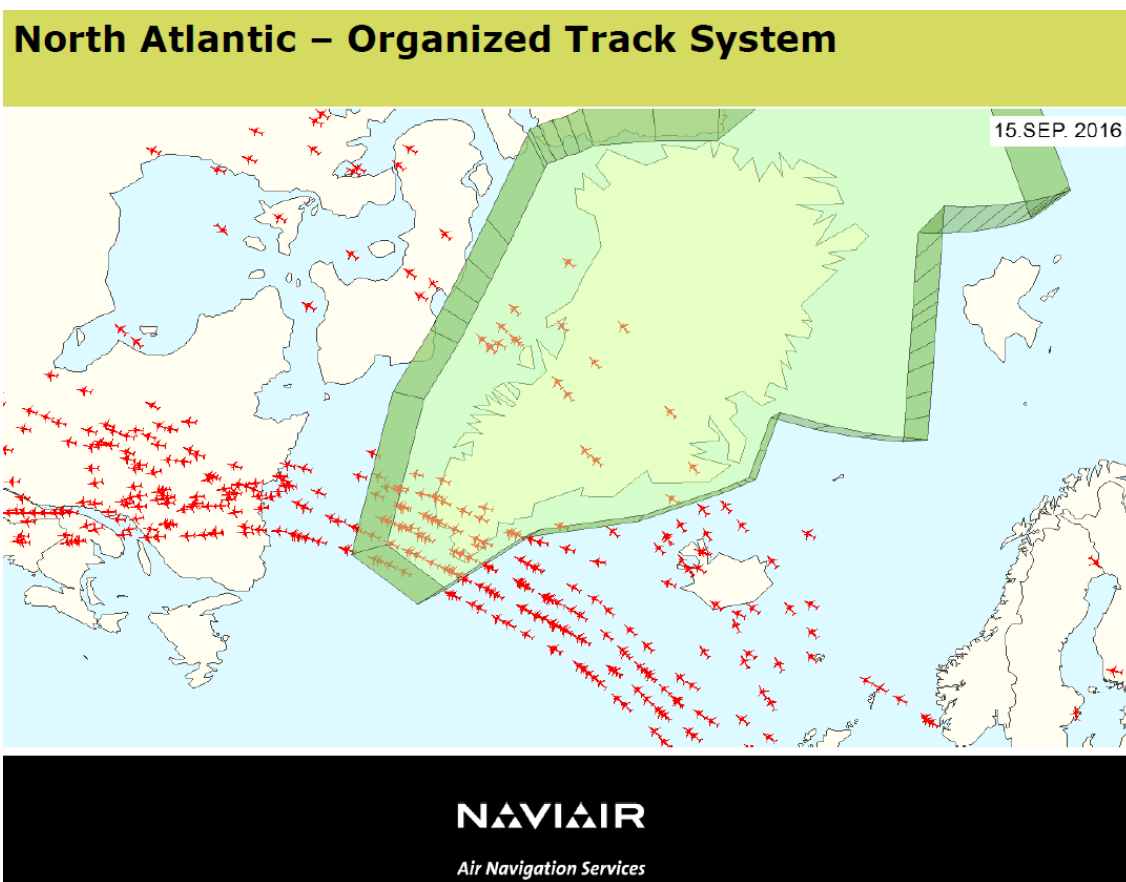 North Atlantic – Organized Track System
15.SEP. 2016
NAVIAIR
Air Navigation Services